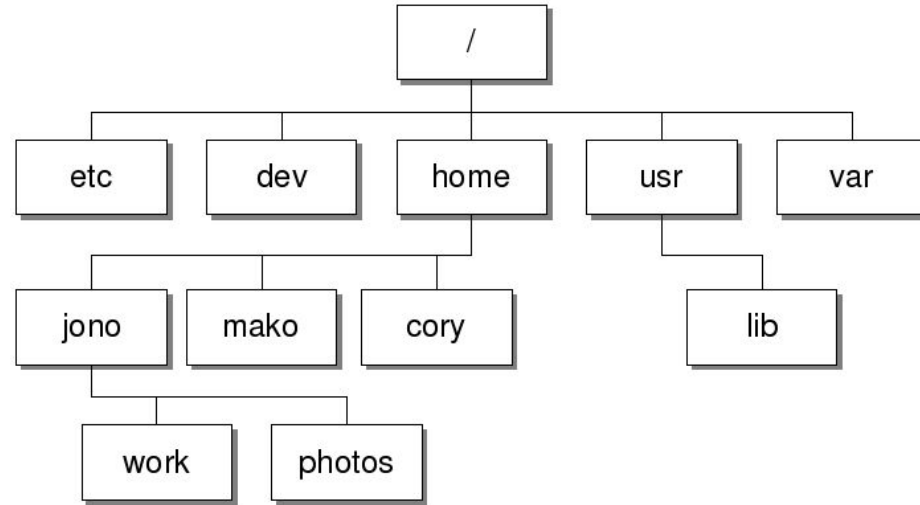 /
etc
dev
home
usr
var
jono
mako
cory
lib
work
photos